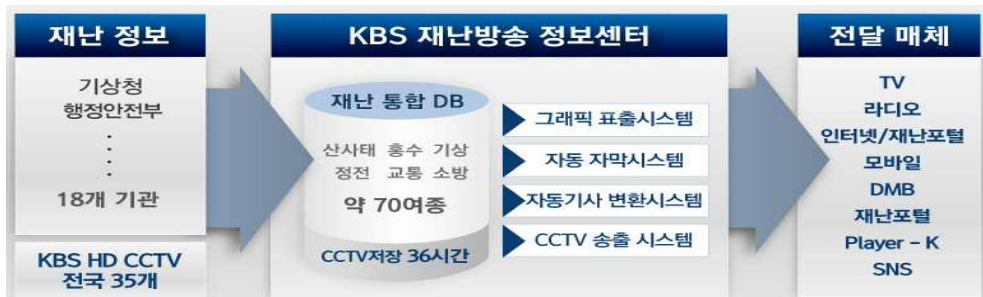 재난 정보
기상청
행정안전부
.
.
.
.
18개 기관
KBS HD CCTV
전국 35개
KBS 재난방송 정보센터
재난 통합 DB
산사태 홍수 기상
정전 교통 소방
약 70여종
CCTV저장 36시간
그래픽 표출시스템
자동 자막시스템
자동기사 변환시스템
CCTV 송출 시스템
전달 매체
TV
라디오
인터넷/재난포털
모바일
DMB
재난포털
Player - K
SNS